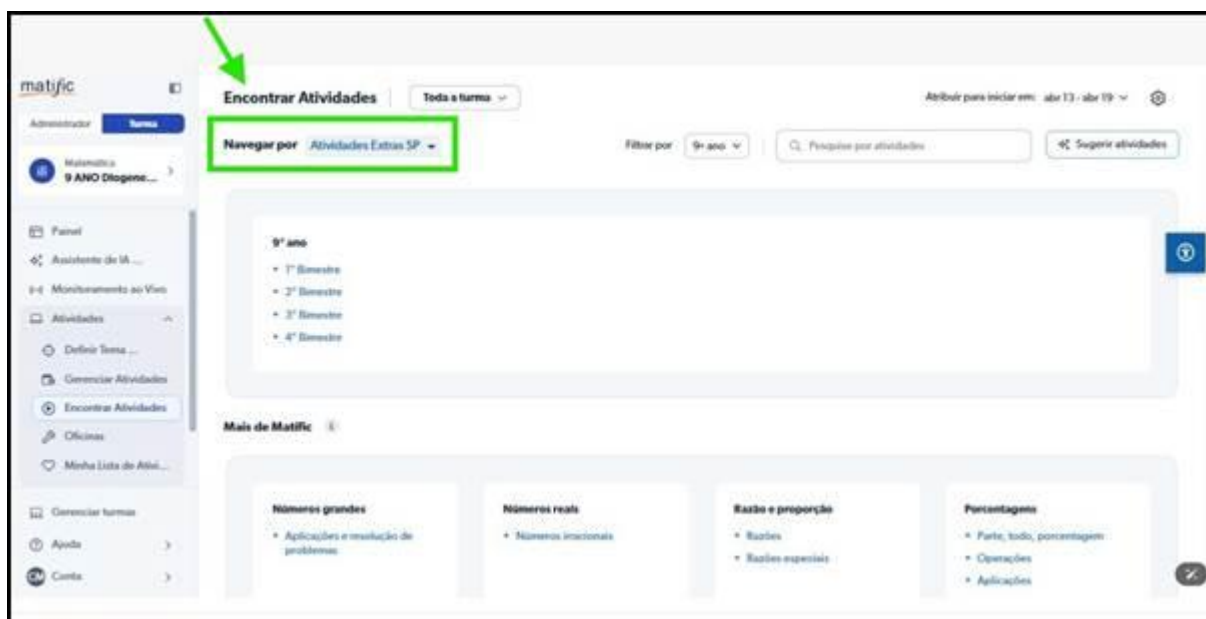 matific
Administrador Turma
Matemática
9 ANO Diogene...
Painel
Assistente de IA ...
Monitoramento ao Vivo
Atividades
Definir Tema ...
Gerenciar Atividades
Encontrar Atividades
Oficinas
Minha Lista de Ativi...
Gerenciar turmas
Ajuda
CM Conta
Encontrar Atividades Toda a turma
Atribuir para iniciar em: abr 13 - abr 19
Navegar por Atividades Extras SP
Filtrar por 9º ano Pesquise por atividades Sugerir atividades
9º ano
1º Bimestre
2º Bimestre
3º Bimestre
4º Bimestre
Mais de Matific i
Números grandes
Aplicações e resolução de
problemas
Números reais
Números irracionais
Razão e proporção
Razões
Razões especiais
Porcentagens
Parte, todo, porcentagem
Operações
Aplicações